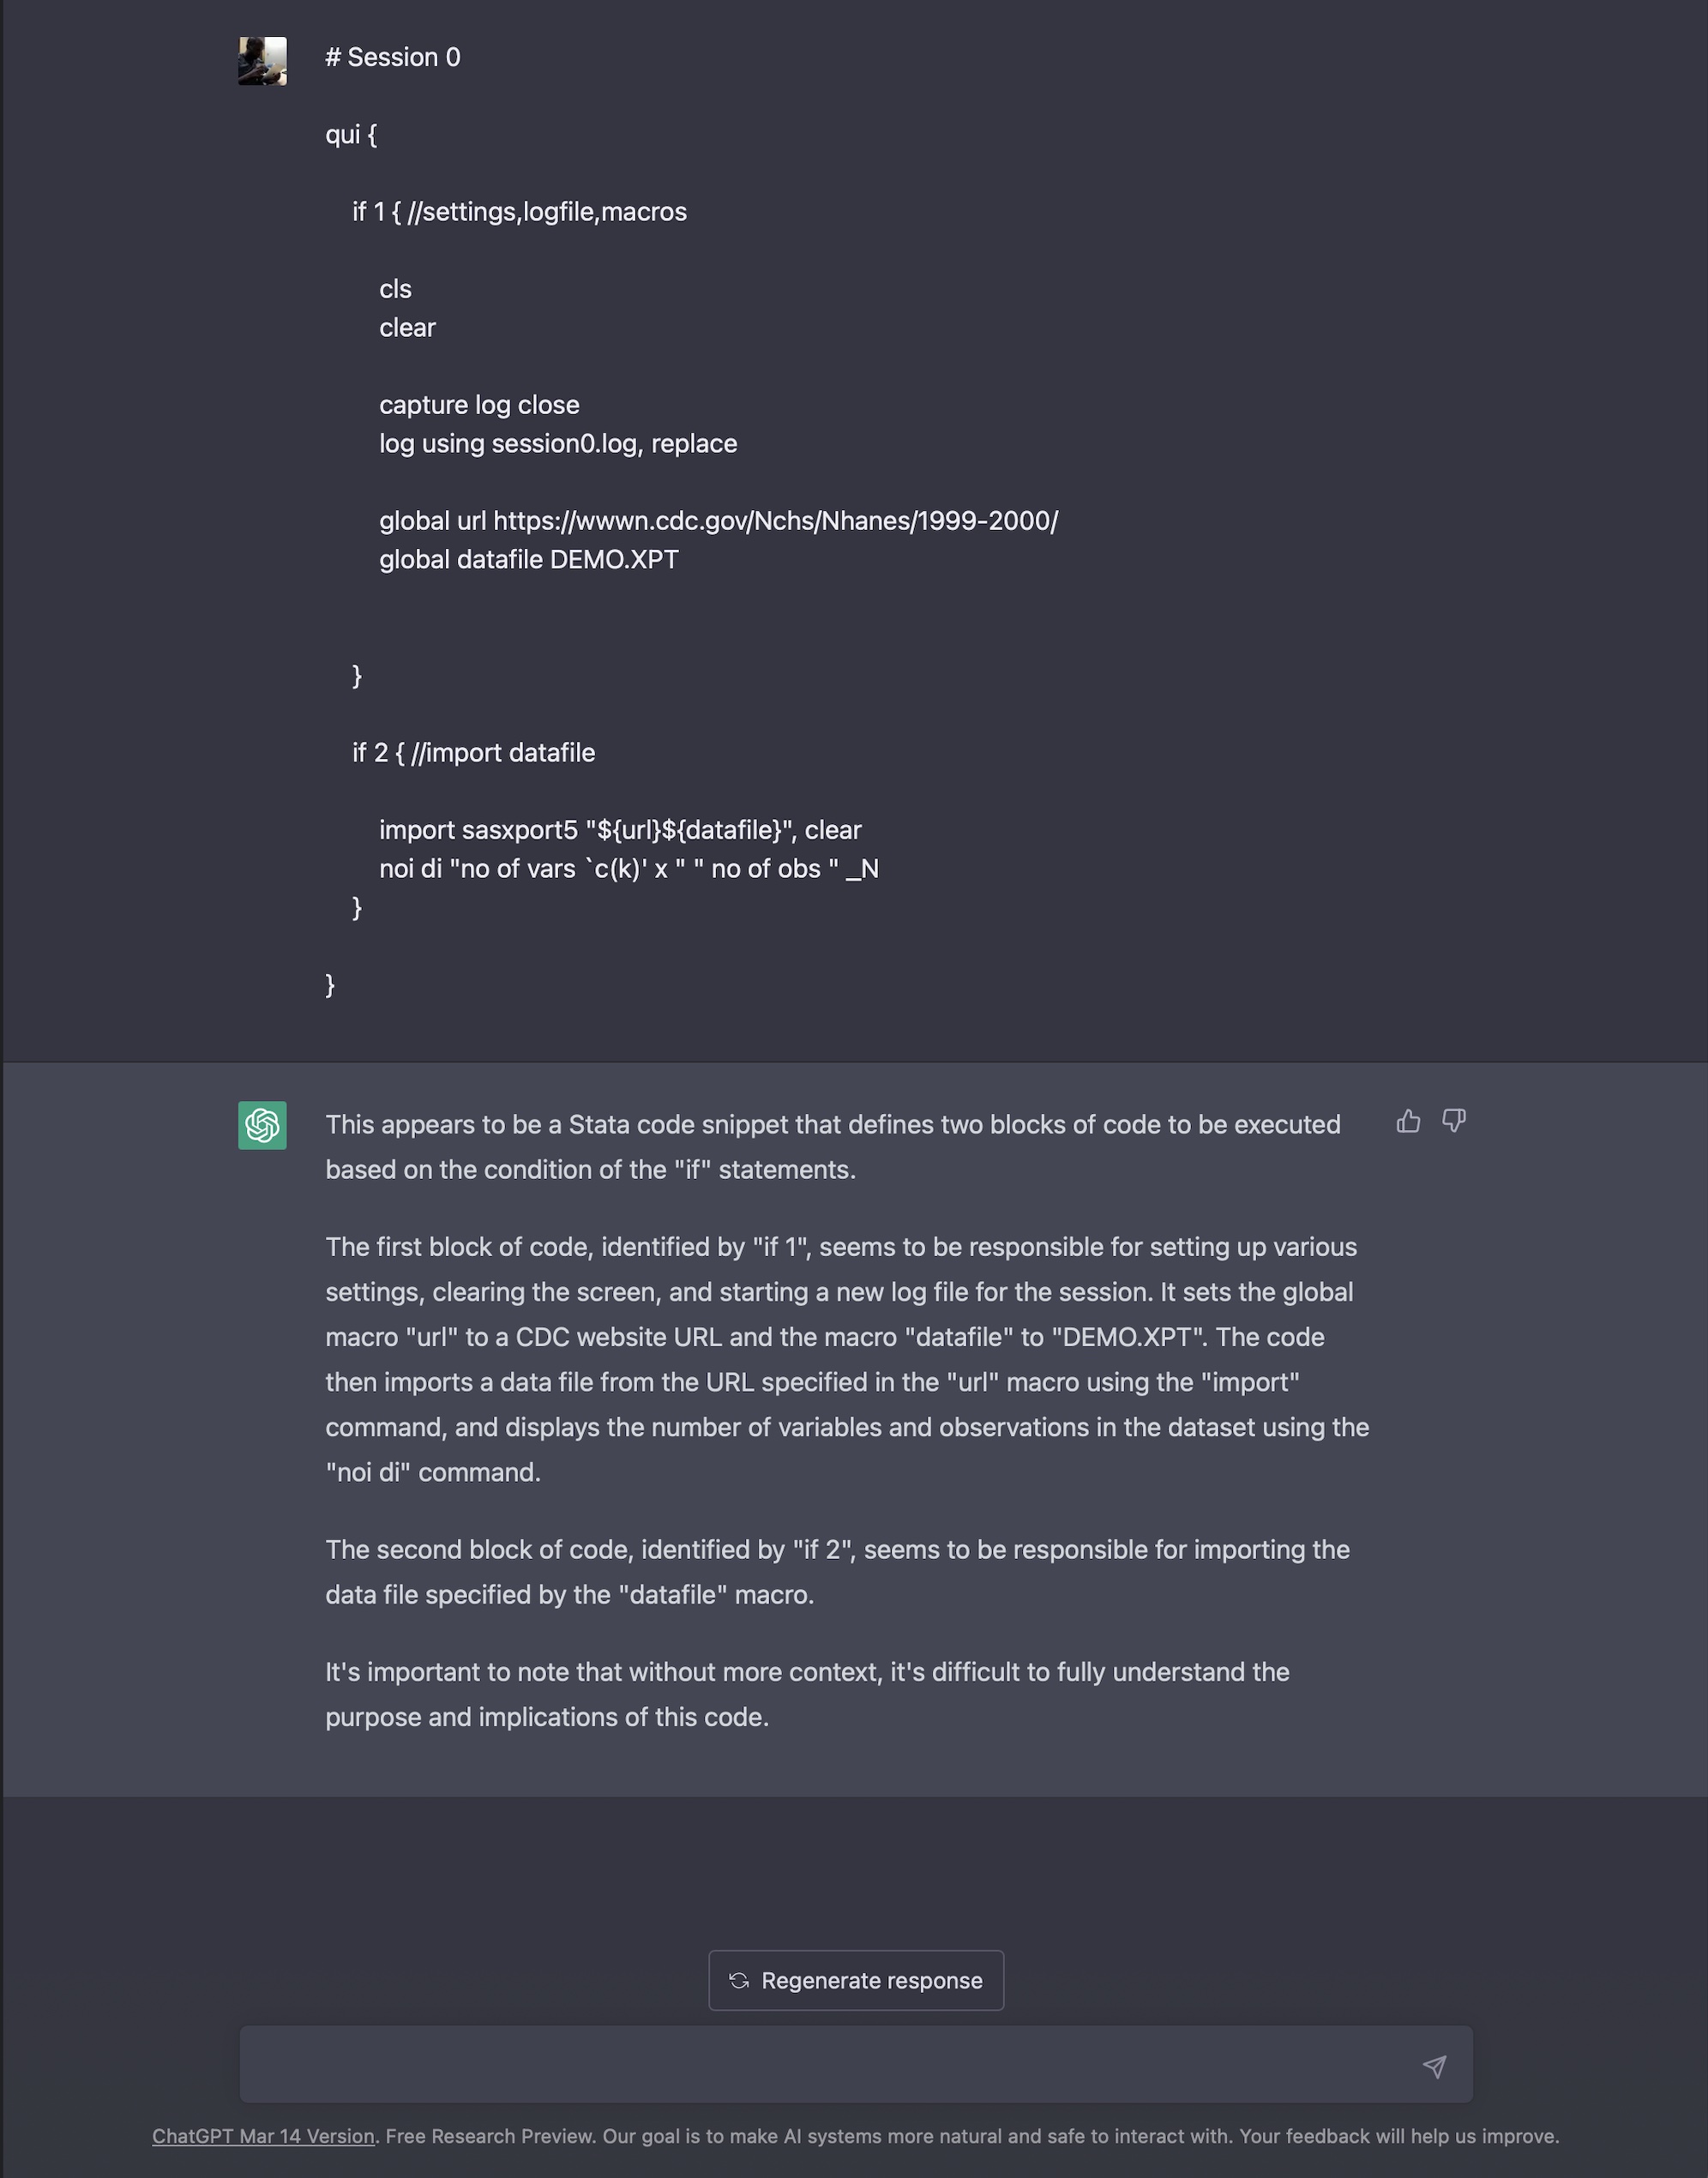 # Session 0
qui {
if 1 { //settings,logfile,macros
cls
clear
capture log close
log using session0.log, replace
global url https://wwwn.cdc.gov/Nchs/Nhanes/1999-2000/
global datafile DEMO.XPT
}
if 2 { //import datafile
import sasxport5 "${url}${datafile}", clear
noi di "no of vars `c(k)' x " " no of obs " _N
}
}
This appears to be a Stata code snippet that defines two blocks of code to be executed
based on the condition of the "if" statements.
The first block of code, identified by "if 1", seems to be responsible for setting up various
settings, clearing the screen, and starting a new log file for the session. It sets the global
macro "url" to a CDC website URL and the macro "datafile" to "DEMO.XPT". The code
then imports a data file from the URL specified in the "url" macro using the "import"
command, and displays the number of variables and observations in the dataset using the
"noi di" command.
The second block of code, identified by "if 2", seems to be responsible for importing the
data file specified by the "datafile" macro.
It's important to note that without more context, it's difficult to fully understand the
purpose and implications of this code.
Regenerate response
ChatGPT Mar 14 Version. Free Research Preview. Our goal is to make AI systems more natural and safe to interact with. Your feedback will help us improve.